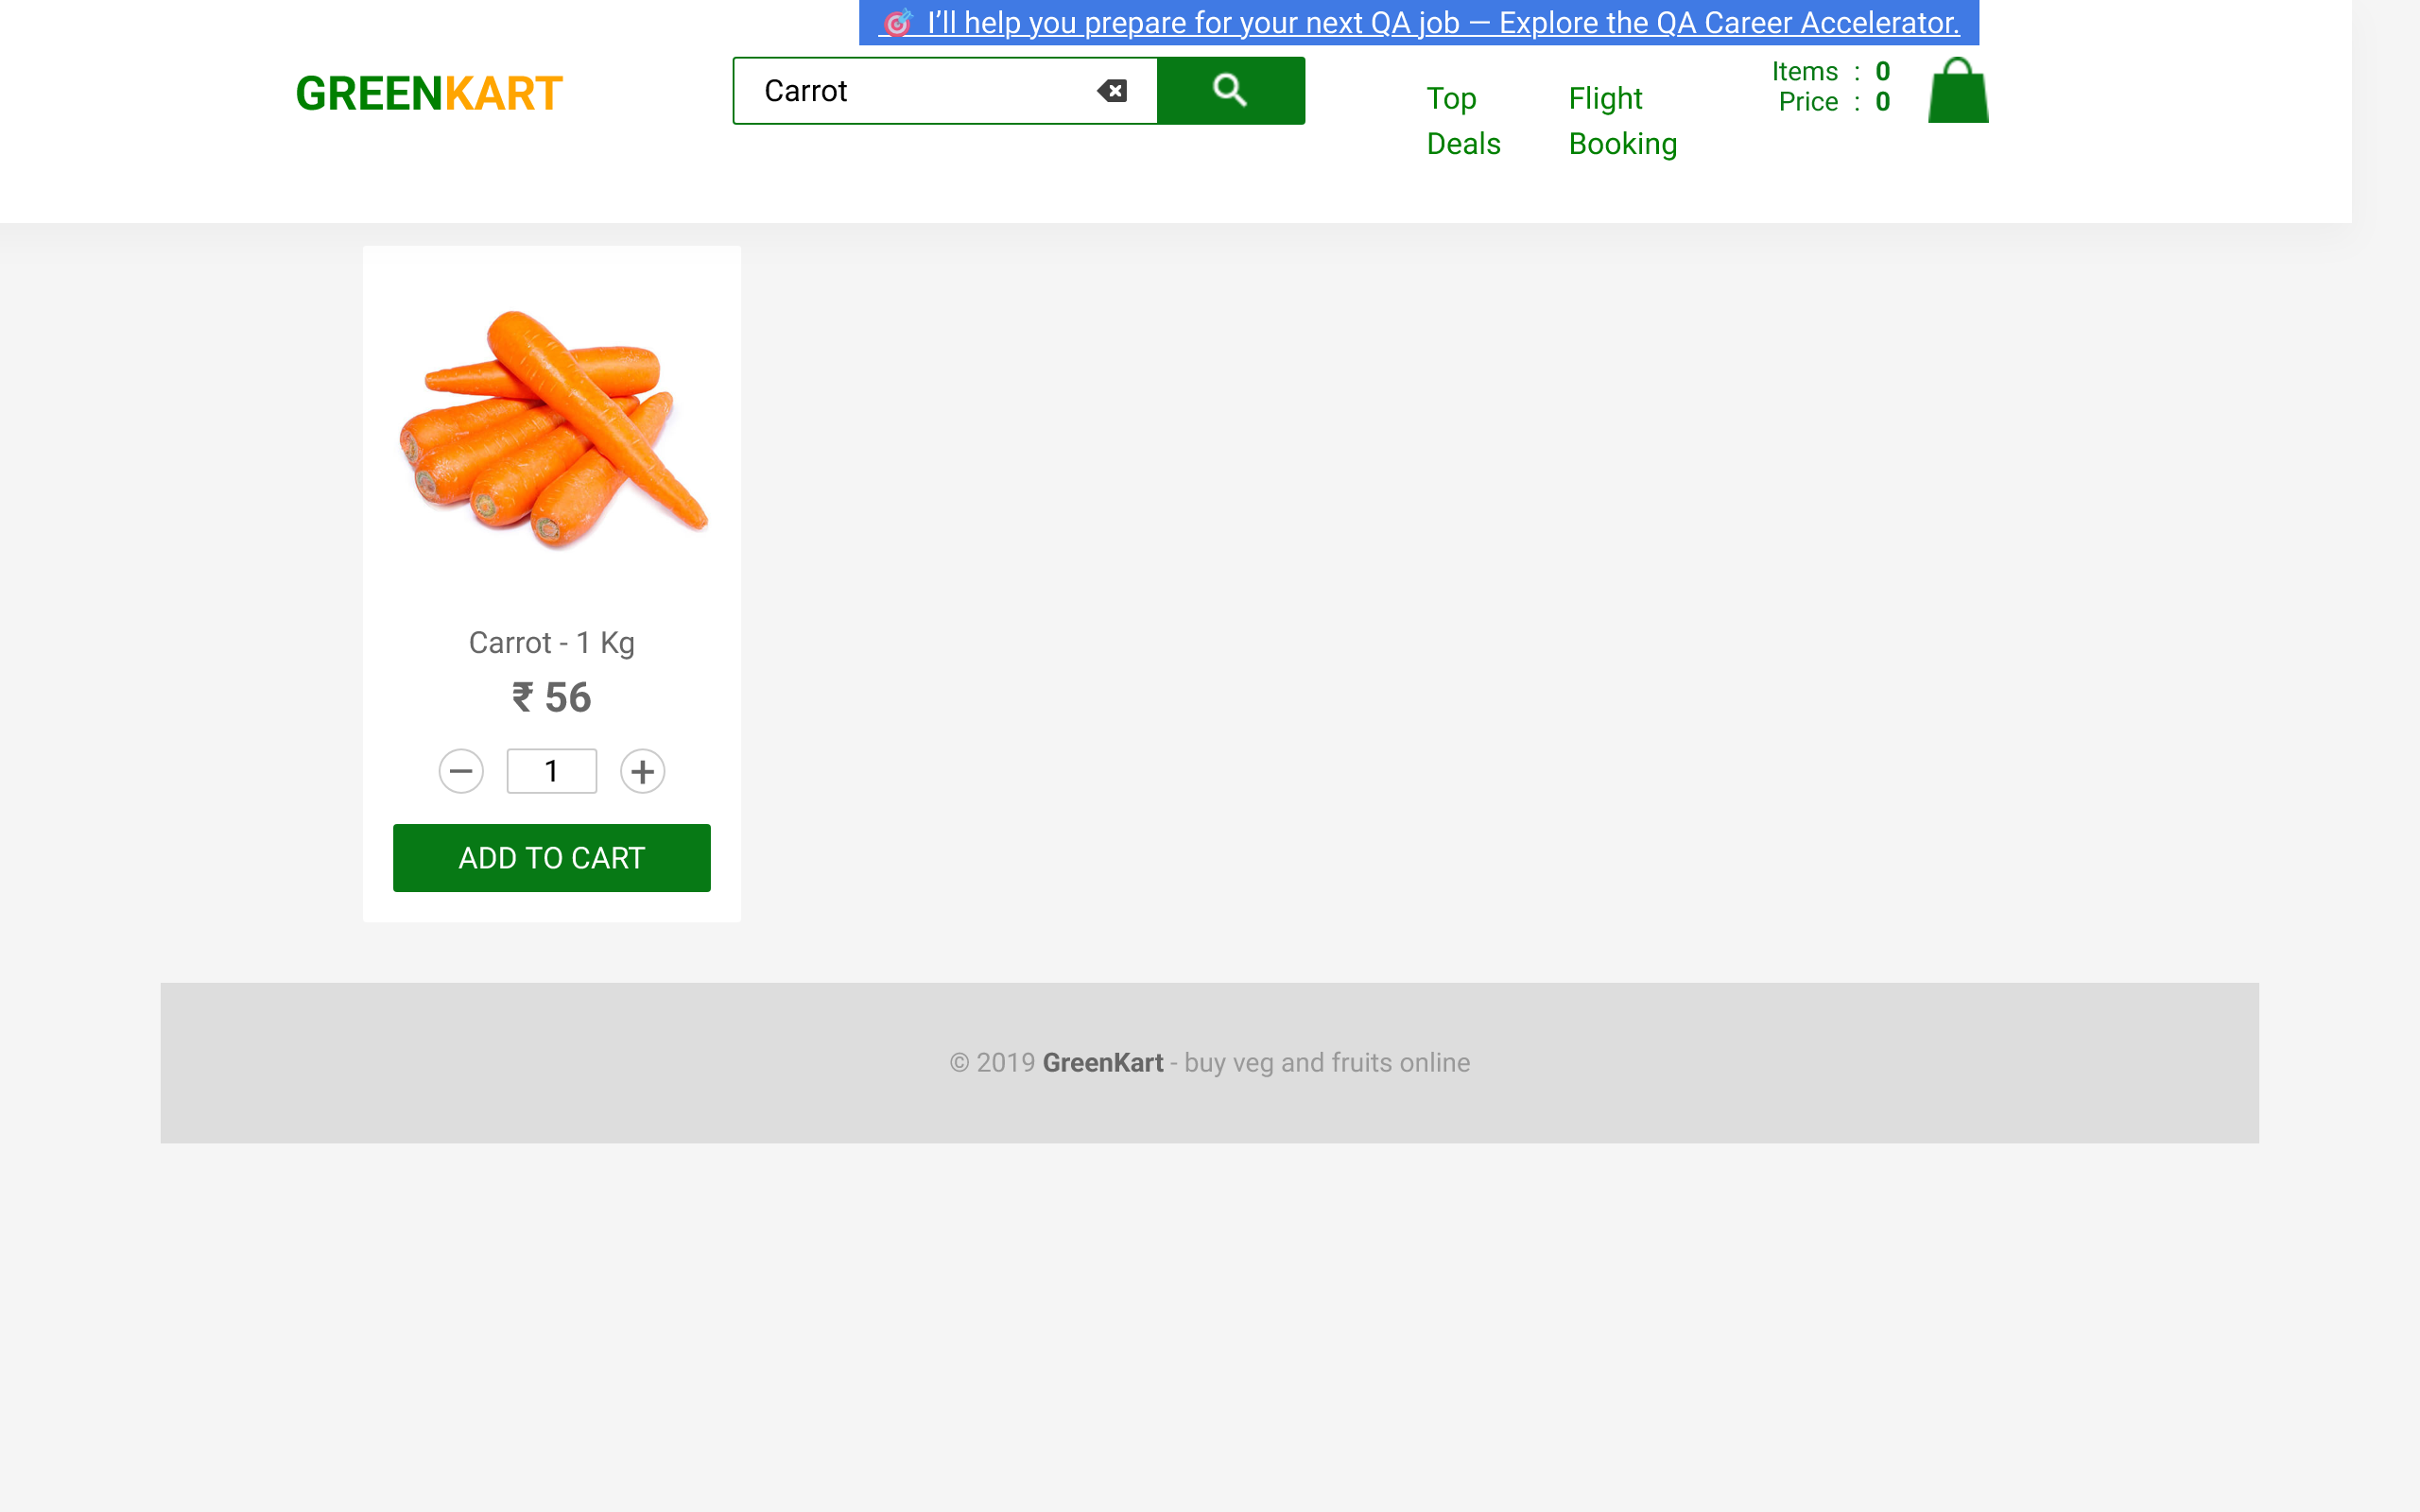 🎯 I’ll help you prepare for your next QA job — Explore the QA Career Accelerator.
GREENKART
Carrot
Top Deals
Flight Booking
Items : 0
Price : 0
Carrot - 1 Kg
₹ 56
1
ADD TO CART
© 2019 GreenKart - buy veg and fruits online